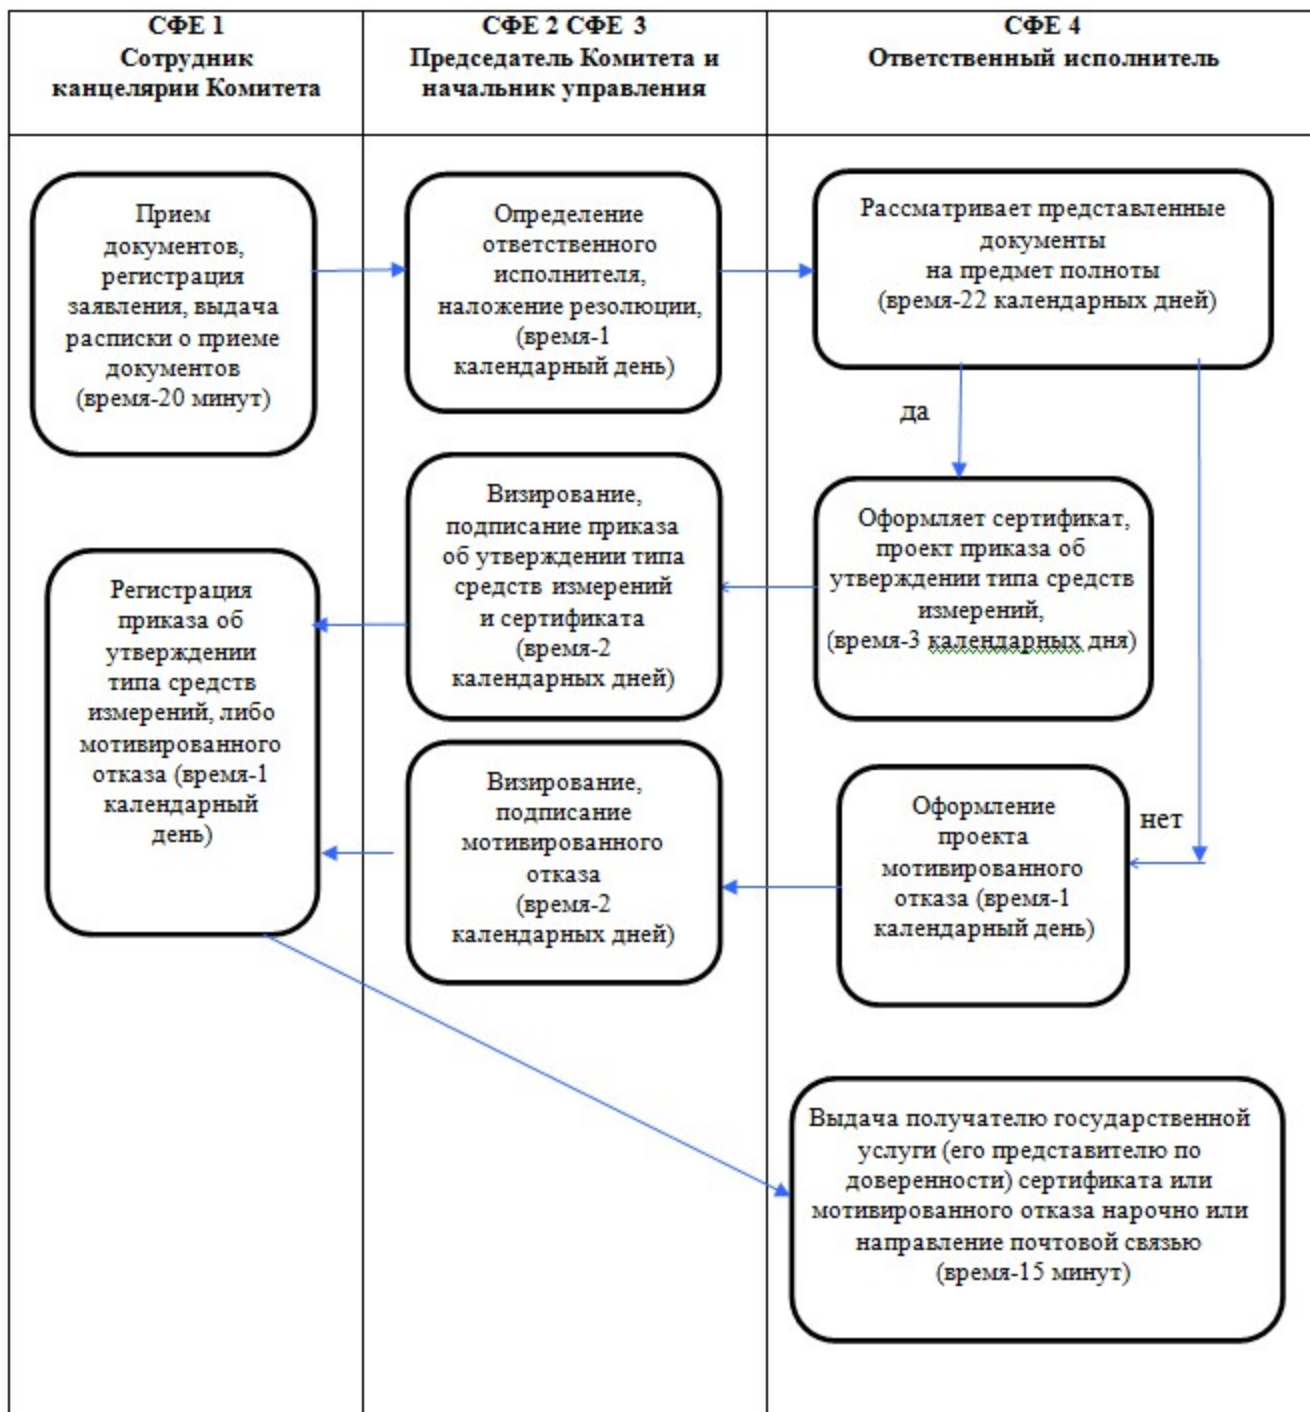 СФЕ 1
Сотрудник
канцелярии Комитета
СФЕ 2 СФЕ 3
Председатель Комитета и
начальник управления
СФЕ 4
Ответственный исполнитель
Прием
документов,
регистрация
заявления, выдача
расписки о приеме
документов
(время-20 минут)
Определение
ответственного
исполнителя,
наложение резолюции,
(время-1
календарный день)
Рассматривает представленные
документы
на предмет полноты
(время-22 календарных дней)
да
Оформляет сертификат,
проект приказа об
утверждении типа средств
измерений,
(время-3 календарных дня)
Визирование,
подписание приказа
об утверждении типа
средств измерений
и сертификата
(время-2
календарных дней)
Регистрация
приказа об
утверждении
типа средств
измерений, либо
мотивированного
отказа (время-1
календарный
день)
Визирование,
подписание
мотивированного
отказа
(время-2
календарных дней)
нет
Оформление
проекта
мотивированного
отказа (время-1
календарный день)
Выдача получателю государственной
услуги (его представителю по
доверенности) сертификата или
мотивированного отказа нарочно или
направление почтовой связью
(время-15 минут)